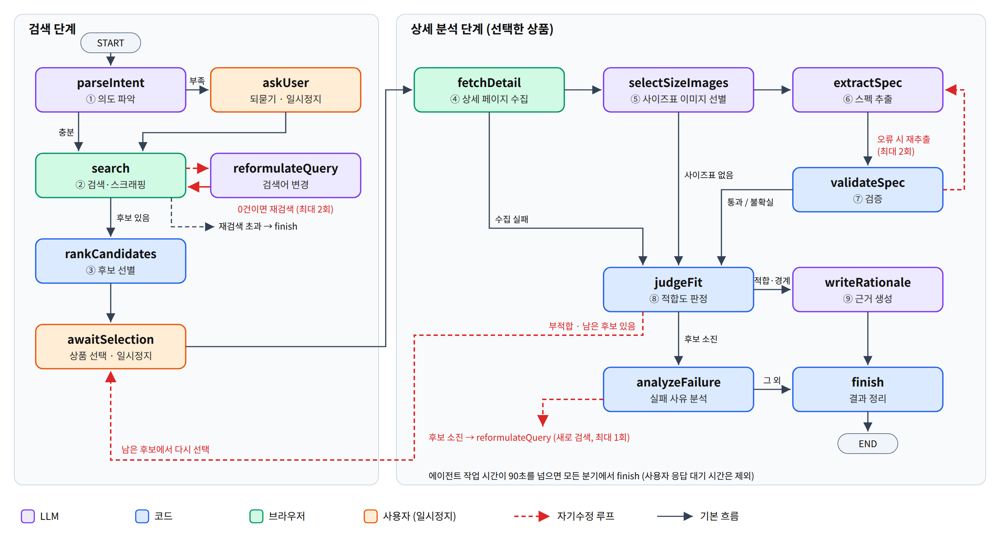 검색 단계
START
parseIntent
① 의도 파악
부족
askUser
되묻기 · 일시정지
충분
search
② 검색·스크래핑
reformulateQuery
검색어 변경
0건이면 재검색 (최대 2회)
후보 있음
재검색 초과 → finish
rankCandidates
③ 후보 선별
awaitSelection
상품 선택 · 일시정지
남은 후보에서 다시 선택
상세 분석 단계 (선택한 상품)
fetchDetail
④ 상세 페이지 수집
selectSizeImages
⑤ 사이즈표 이미지 선별
extractSpec
⑥ 스펙 추출
오류 시 재추출
(최대 2회)
사이즈표 없음
validateSpec
⑦ 검증
통과 / 불확실
수집 실패
judgeFit
⑧ 적합도 판정
적합·경계
writeRationale
⑨ 근거 생성
부적합 · 남은 후보 있음
후보 소진
analyzeFailure
실패 사유 분석
그 외
finish
결과 정리
후보 소진 → reformulateQuery (새로 검색, 최대 1회)
END
에이전트 작업 시간이 90초를 넘으면 모든 분기에서 finish (사용자 응답 대기 시간은 제외)
LLM
코드
브라우저
사용자 (일시정지)
자기수정 루프
기본 흐름